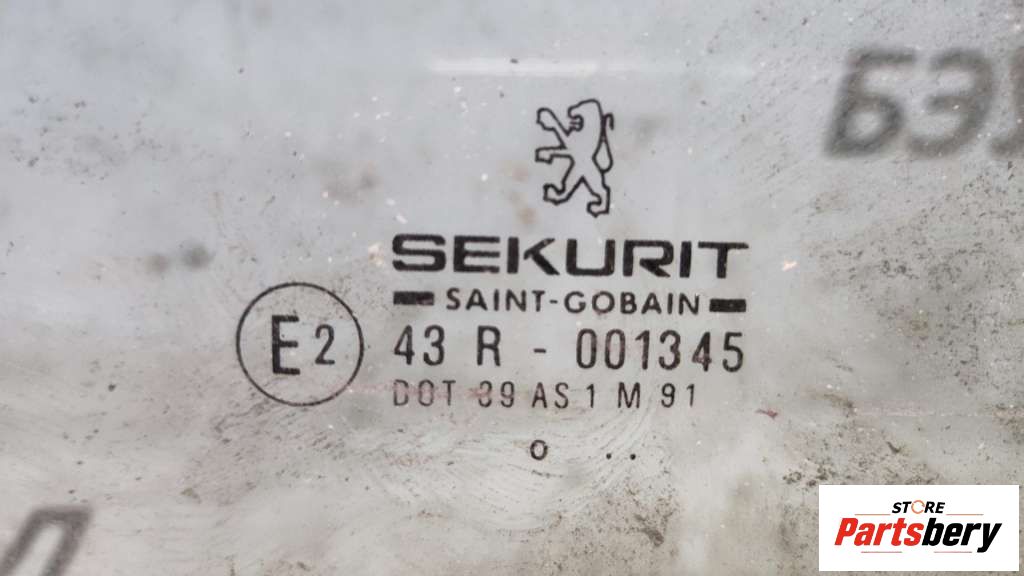 БЭ
SEKURIT
SAINT-GOBAIN
E2
43 R - 001345
DOT 39 AS 1 M 91
STORE
Partsbery